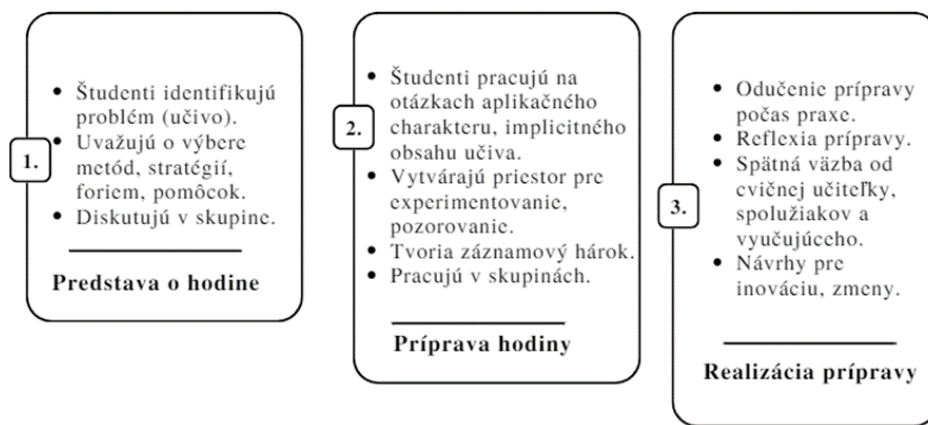 1.
• Študenti identifikujú
problém (učivo).
• Uvažujú o výbere
metód, stratégií,
foriem, pomôcok.
• Diskutujú v skupine.
Predstava o hodine
2.
• Študenti pracujú na
otázkach aplikačného
charakteru, implicitného
obsahu učiva.
• Vytvárajú priestor pre
experimentovanie,
pozorovanie.
• Tvoria záznamový hárok.
• Pracujú v skupinách.
Príprava hodiny
3.
• Odučenie prípravy
počas praxe.
• Reflexia prípravy.
• Spätná väzba od
cvičnej učiteľky,
spolužiakov a
vyučujúceho.
• Návrhy pre
inováciu, zmeny.
Realizácia prípravy